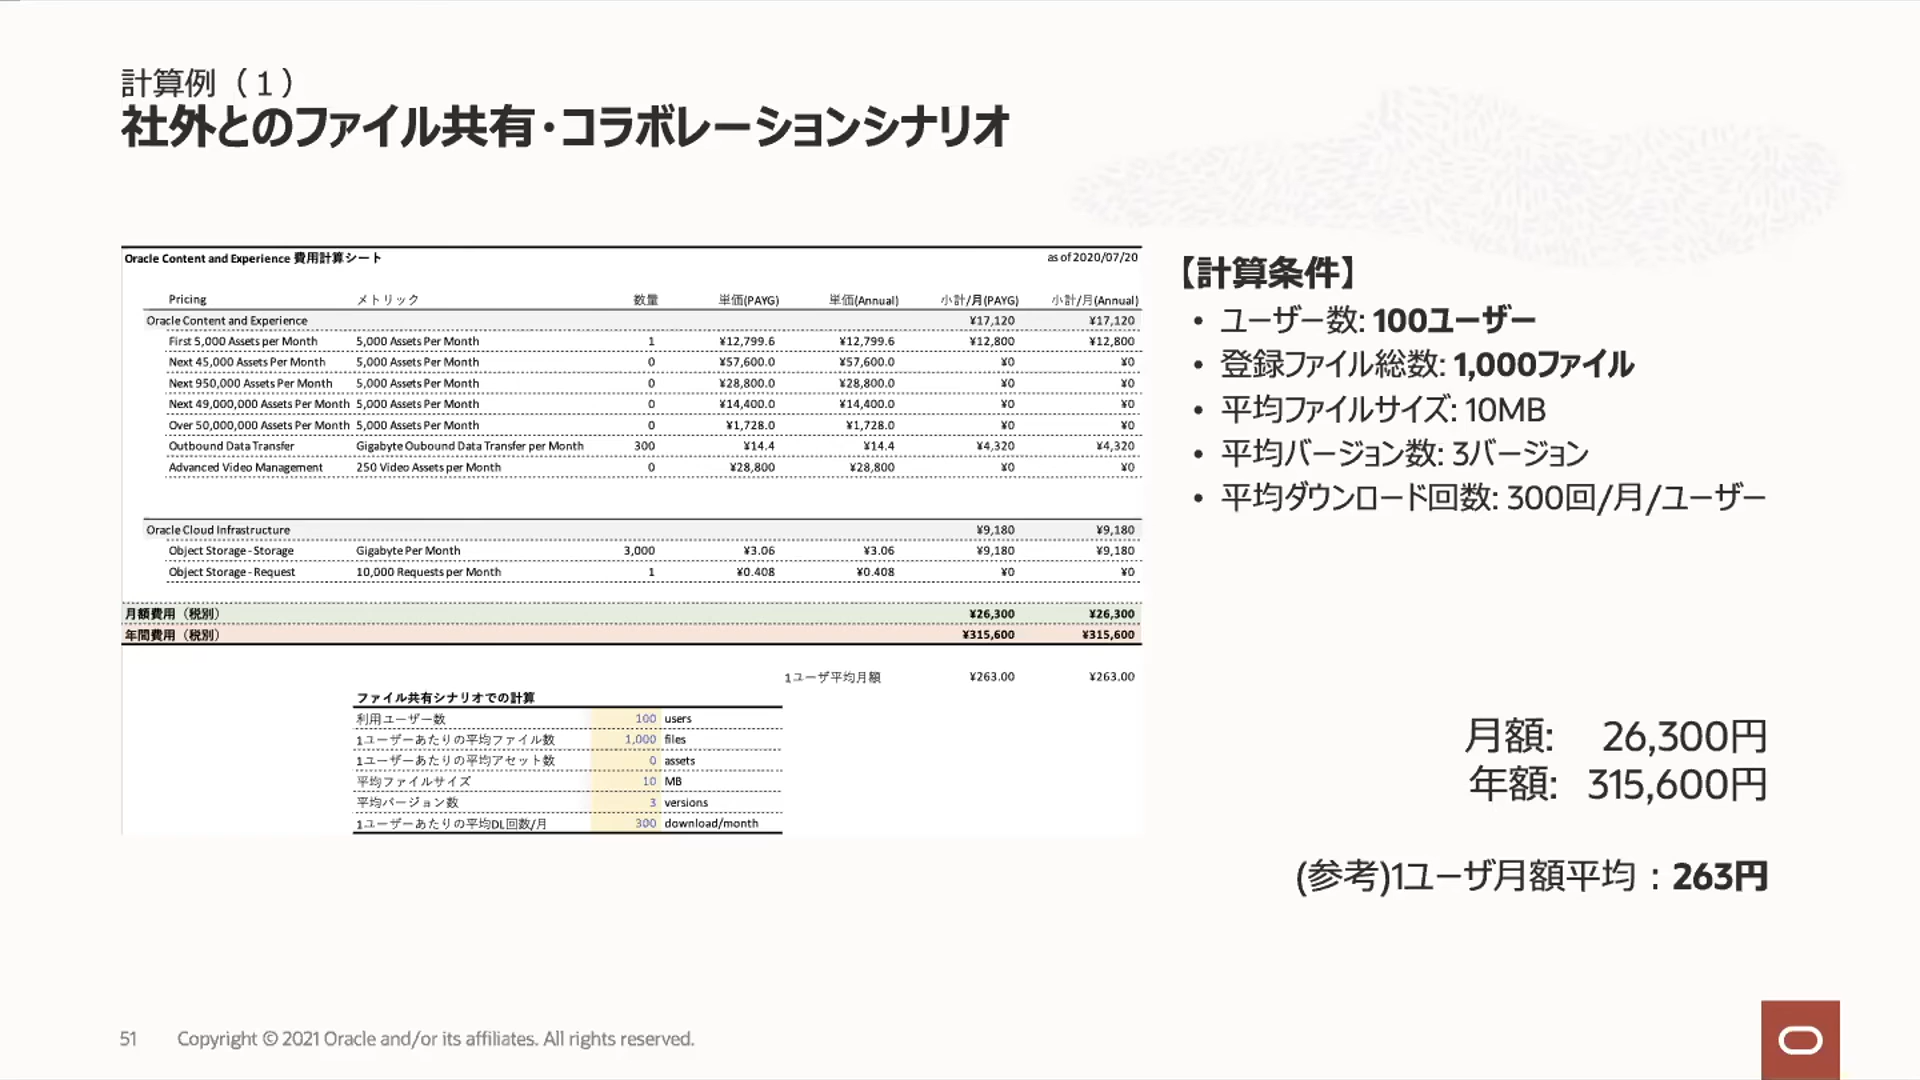 計算例（１）
社外とのファイル共有・コラボレーションシナリオ
Oracle Content and Experience 費用計算シート as of 2020/07/20
Pricing メトリック 数量 単価(PAYG) 単価(Annual) 小計/月(PAYG) 小計/月(Annual)
Oracle Content and Experience ¥17,120 ¥17,120
First 5,000 Assets per Month 5,000 Assets Per Month 1 ¥12,799.6 ¥12,799.6 ¥12,800 ¥12,800
Next 45,000 Assets Per Month 5,000 Assets Per Month 0 ¥57,600.0 ¥57,600.0 ¥0 ¥0
Next 950,000 Assets Per Month 5,000 Assets Per Month 0 ¥28,800.0 ¥28,800.0 ¥0 ¥0
Next 49,000,000 Assets Per Month 5,000 Assets Per Month 0 ¥14,400.0 ¥14,400.0 ¥0 ¥0
Over 50,000,000 Assets Per Month 5,000 Assets Per Month 0 ¥1,728.0 ¥1,728.0 ¥0 ¥0
Outbound Data Transfer Gigabyte Oubound Data Transfer per Month 300 ¥14.4 ¥14.4 ¥4,320 ¥4,320
Advanced Video Management 250 Video Assets per Month 0 ¥28,800 ¥28,800 ¥0 ¥0
Oracle Cloud Infrastructure ¥9,180 ¥9,180
Object Storage - Storage Gigabyte Per Month 3,000 ¥3.06 ¥3.06 ¥9,180 ¥9,180
Object Storage - Request 10,000 Requests per Month 1 ¥0.408 ¥0.408 ¥0 ¥0
月額費用（税別） ¥26,300 ¥26,300
年間費用（税別） ¥315,600 ¥315,600
1ユーザ平均月額 ¥263.00 ¥263.00
ファイル共有シナリオでの計算
利用ユーザー数 100 users
1ユーザーあたりの平均ファイル数 1,000 files
1ユーザーあたりの平均アセット数 0 assets
平均ファイルサイズ 10 MB
平均バージョン数 3 versions
1ユーザーあたりの平均DL回数/月 300 download/month
【計算条件】
• ユーザー数: 100ユーザー
• 登録ファイル総数: 1,000ファイル
• 平均ファイルサイズ: 10MB
• 平均バージョン数: 3バージョン
• 平均ダウンロード回数: 300回/月/ユーザー
月額: 26,300円
年額: 315,600円
(参考)1ユーザ月額平均：263円
51 Copyright © 2021 Oracle and/or its affiliates. All rights reserved.